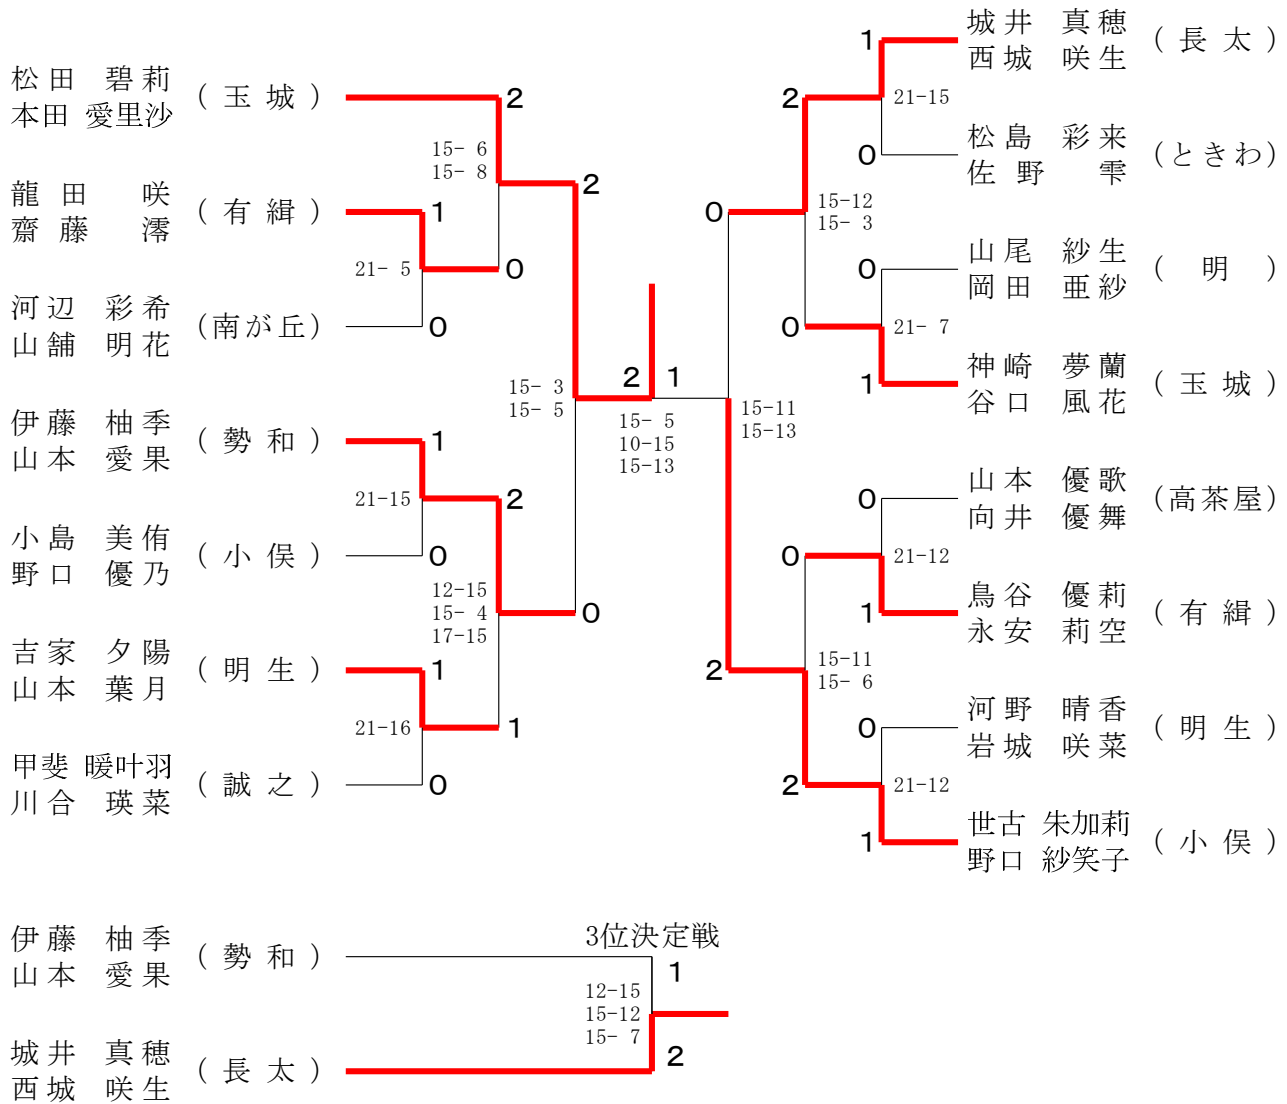 松田 碧莉
本田 愛里沙
(玉城)
2
15- 6
15- 8
2
龍田 咲
齋藤 澪
(有緝)
1
21- 5
0
河辺 彩希
山舗 明花
(南が丘)
0
15- 3
15- 5
伊藤 柚季
山本 愛果
(勢和)
1
21-15
2
小島 美侑
野口 優乃
(小俣)
0
12-15
15- 4
17-15
0
吉家 夕陽
山本 葉月
(明生)
1
21-16
1
甲斐 暖叶羽
川合 瑛菜
(誠之)
0
2
1
15- 5
10-15
15-13
城井 真穂
西城 咲生
(長太)
1
2
21-15
松島 彩来
佐野 雫
(ときわ)
0
0
15-12
15- 3
山尾 紗生
岡田 亜紗
(明)
0
0
21- 7
神崎 夢蘭
谷口 風花
(玉城)
1
15-11
15-13
山本 優歌
向井 優舞
(高茶屋)
0
0
21-12
鳥谷 優莉
永安 莉空
(有緝)
1
2
15-11
15- 6
河野 晴香
岩城 咲菜
(明生)
0
2
21-12
世古 朱加莉
野口 紗笑子
(小俣)
1
3位決定戦
伊藤 柚季
山本 愛果
(勢和)
1
12-15
15-12
15- 7
城井 真穂
西城 咲生
(長太)
2